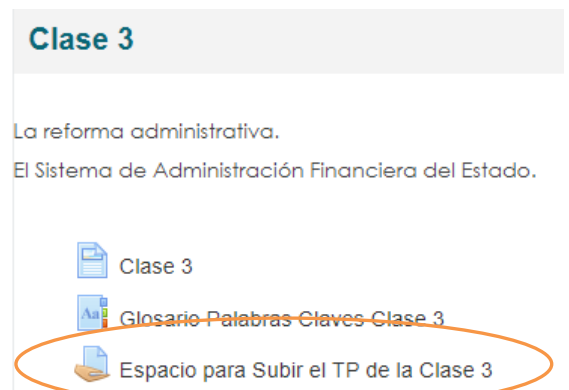 Clase 3
La reforma administrativa.
El Sistema de Administración Financiera del Estado.
Clase 3
Aa
Glosario Palabras Claves Clase 3
Espacio para Subir el TP de la Clase 3